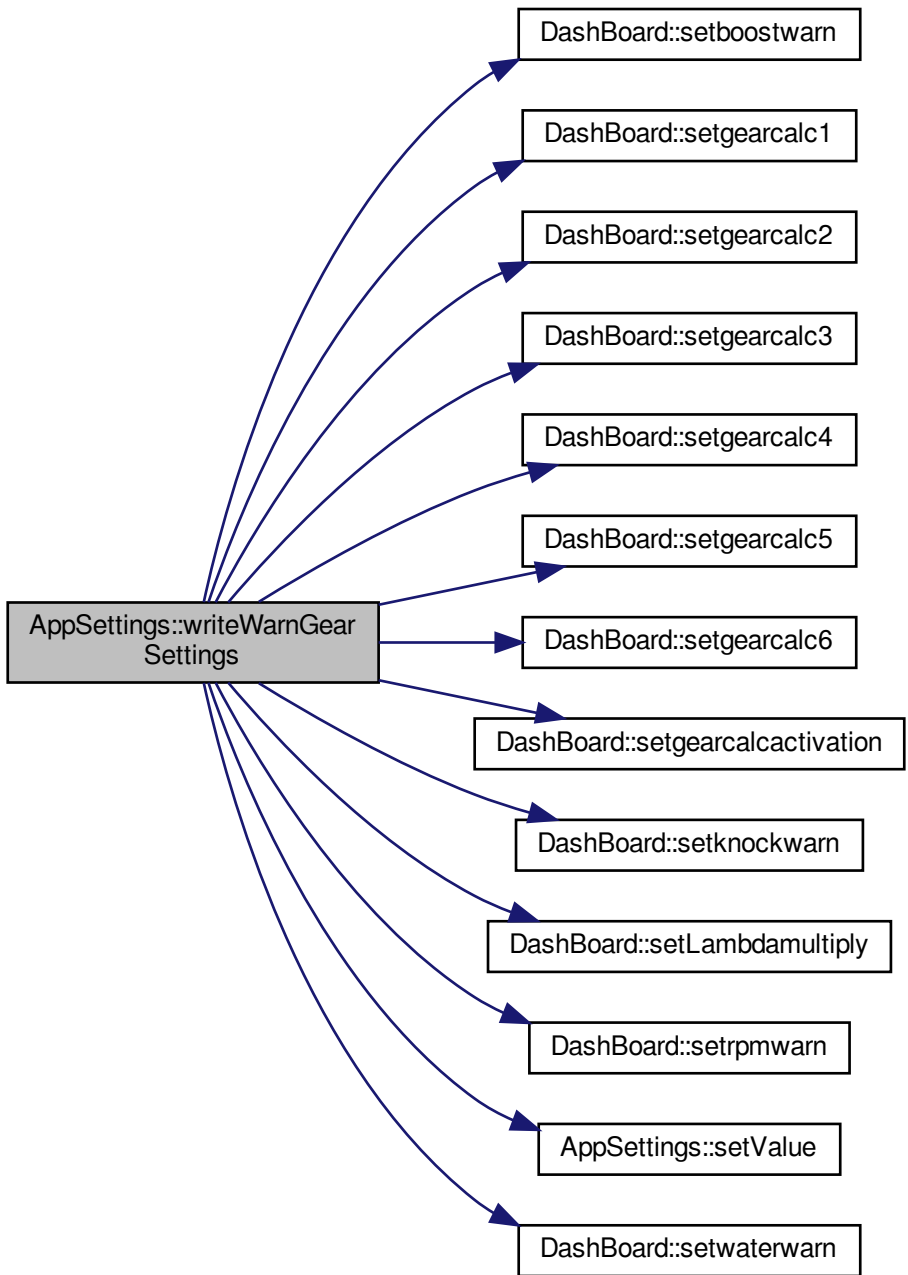 DashBoard::setboostwarn
DashBoard::setgearcalc1
DashBoard::setgearcalc2
DashBoard::setgearcalc3
DashBoard::setgearcalc4
DashBoard::setgearcalc5
AppSettings::writeWarnGear
Settings
DashBoard::setgearcalc6
DashBoard::setgearcalcactivation
DashBoard::setknockwarn
DashBoard::setLambdamultiply
DashBoard::setrpmwarn
AppSettings::setValue
DashBoard::setwaterwarn